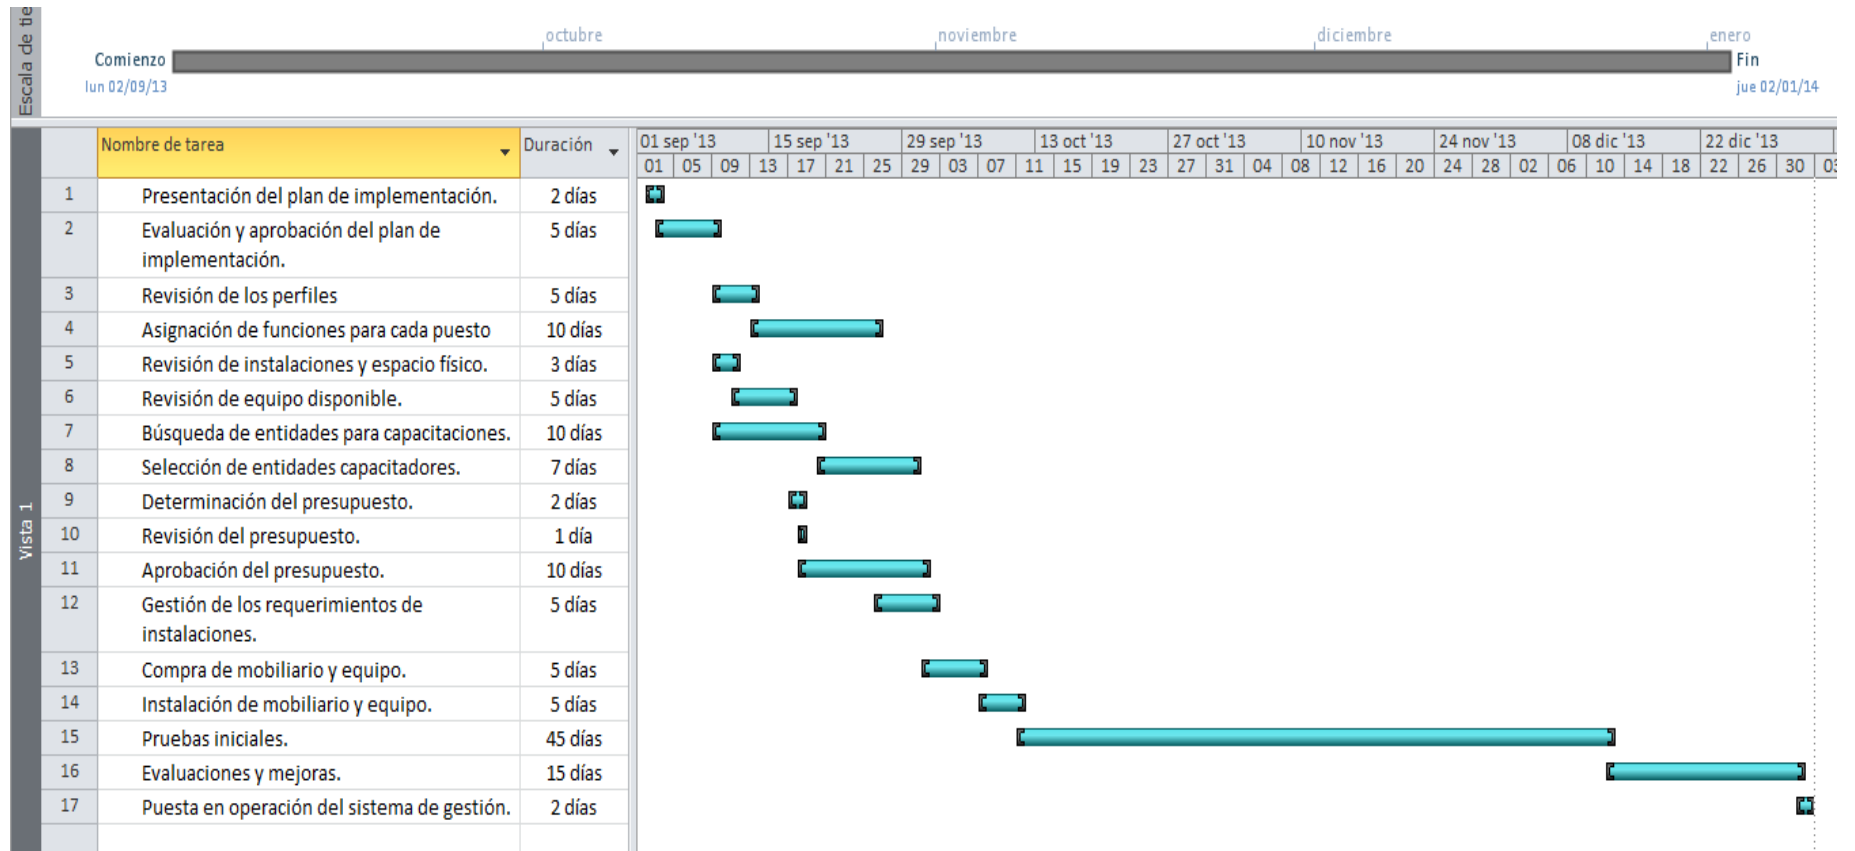 Escala de tie
octubre noviembre diciembre enero
Comienzo Fin
lun 02/09/13 jue 02/01/14
Vista 1
Nombre de tarea Duración 01 sep '13 15 sep '13 29 sep '13 13 oct '13 27 oct '13 10 nov '13 24 nov '13 08 dic '13 22 dic '13
01 05 09 13 17 21 25 29 03 07 11 15 19 23 27 31 04 08 12 16 20 24 28 02 06 10 14 18 22 26 30 03
1 Presentación del plan de implementación. 2 días
2 Evaluación y aprobación del plan de 5 días
implementación.
3 Revisión de los perfiles 5 días
4 Asignación de funciones para cada puesto 10 días
5 Revisión de instalaciones y espacio físico. 3 días
6 Revisión de equipo disponible. 5 días
7 Búsqueda de entidades para capacitaciones. 10 días
8 Selección de entidades capacitadores. 7 días
9 Determinación del presupuesto. 2 días
10 Revisión del presupuesto. 1 día
11 Aprobación del presupuesto. 10 días
12 Gestión de los requerimientos de 5 días
instalaciones.
13 Compra de mobiliario y equipo. 5 días
14 Instalación de mobiliario y equipo. 5 días
15 Pruebas iniciales. 45 días
16 Evaluaciones y mejoras. 15 días
17 Puesta en operación del sistema de gestión. 2 días